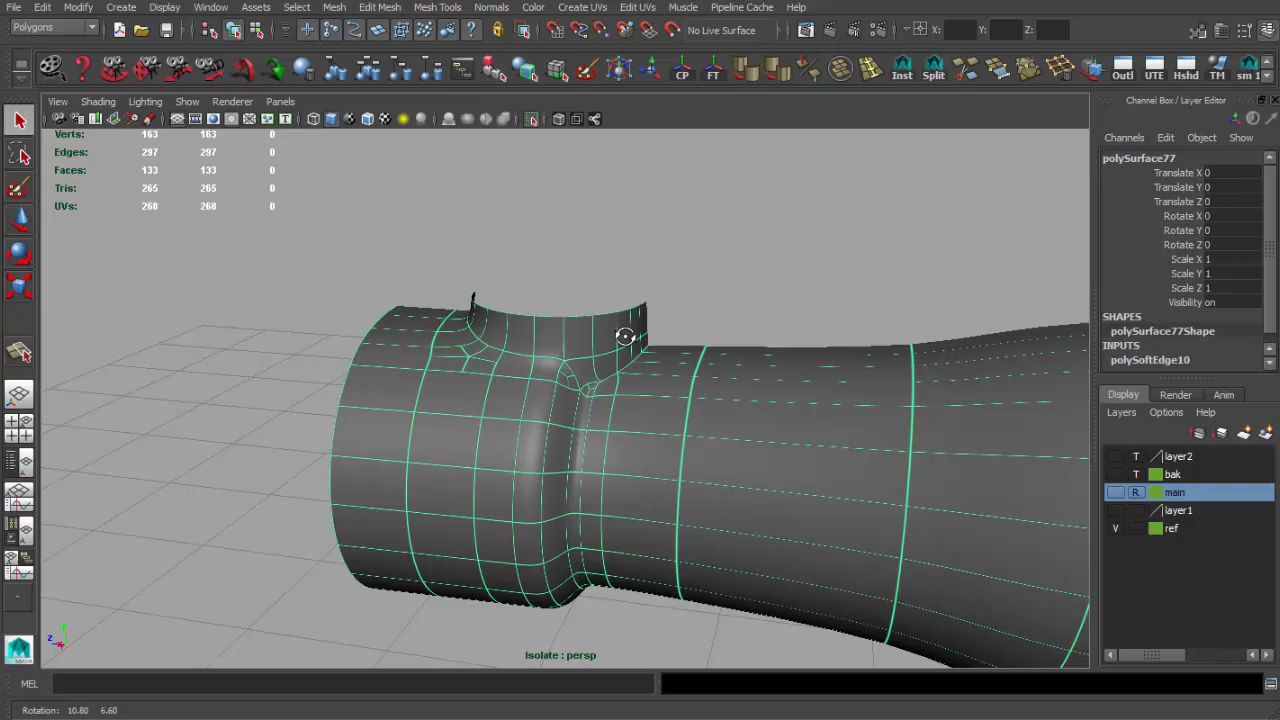 File Edit Modify Create Display Window Assets Select Mesh Edit Mesh Mesh Tools Normals Color Create UVs Edit UVs Muscle Pipeline Cache Help
Polygons No Live Surface X: Y: Z:
CP FT Inst Split Outl UTE Hshd TM sm 1
View Shading Lighting Show Renderer Panels
Channel Box / Layer Editor
Channels Edit Object Show
Verts: 163 163 0
Edges: 297 297 0
Faces: 133 133 0
Tris: 265 265 0
UVs: 268 268 0
polySurface77
Translate X 0
Translate Y 0
Translate Z 0
Rotate X 0
Rotate Y 0
Rotate Z 0
Scale X 1
Scale Y 1
Scale Z 1
Visibility on
SHAPES
polySurface77Shape
INPUTS
polySoftEdge10
Display Render Anim
Layers Options Help
T layer2
T bak
R main
layer1
V ref
y
z
x
Isolate : persp
MEL
Rotation: 10.80 6.60